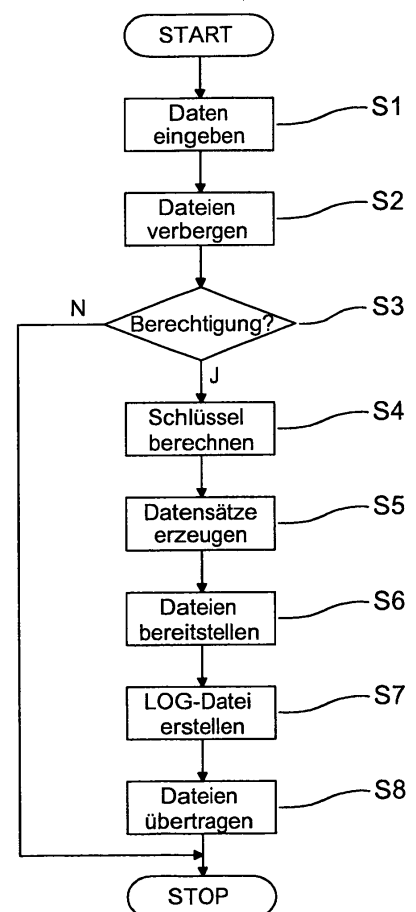 START
Daten
eingeben
S1
Dateien
verbergen
S2
N
Berechtigung?
S3
J
Schlüssel
berechnen
S4
Datensätze
erzeugen
S5
Dateien
bereitstellen
S6
LOG-Datei
erstellen
S7
Dateien
übertragen
S8
STOP